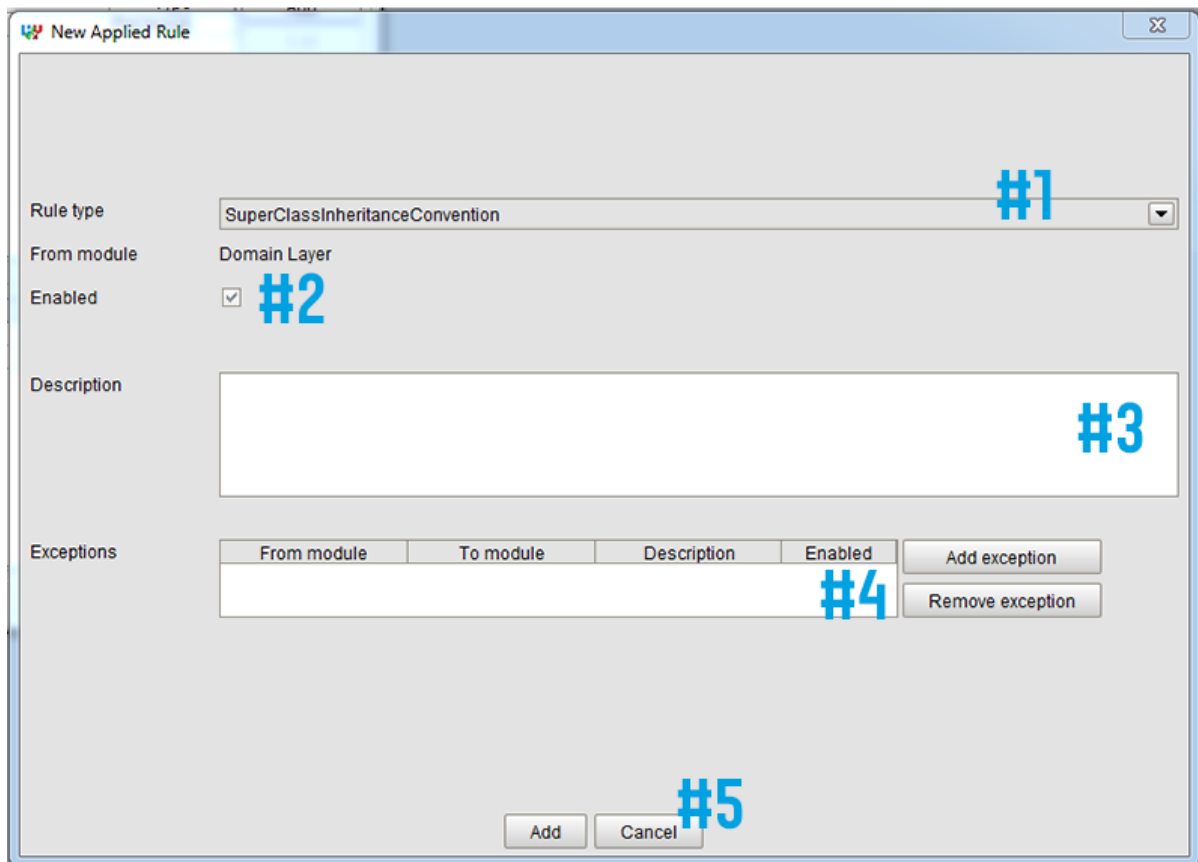 New Applied Rule
#1
Rule type SuperClassInheritanceConvention
From module Domain Layer
Enabled #2
Description
#3
Exceptions From module To module Description Enabled Add exception
#4 Remove exception
#5
Add Cancel